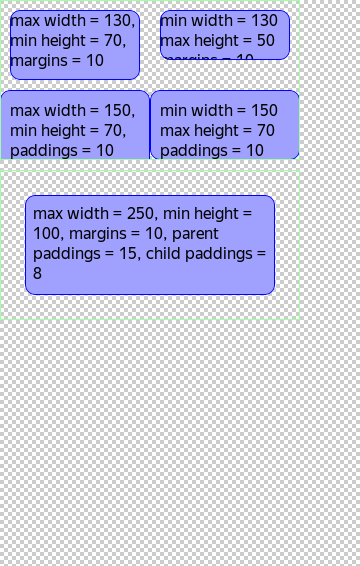 max width = 130,
min height = 70,
margins = 10
min width = 130
max height = 50
margins = 10
max width = 150,
min height = 70,
paddings = 10
min width = 150
max height = 70
paddings = 10
max width = 250, min height =
100, margins = 10, parent
paddings = 15, child paddings =
8